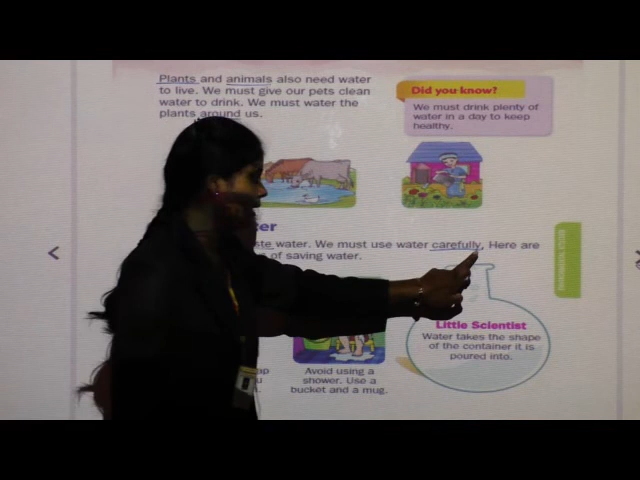 Plants and animals also need water
to live. We must give our pets clean
water to drink. We must water the
plants around us.
Did you know?
We must drink plenty of
water in a day to keep
healthy.
water. We must use water carefully. Here are
of saving water.
Avoid using a
shower. Use a
bucket and a mug.
Little Scientist
Water takes the shape
of the container it is
poured into.